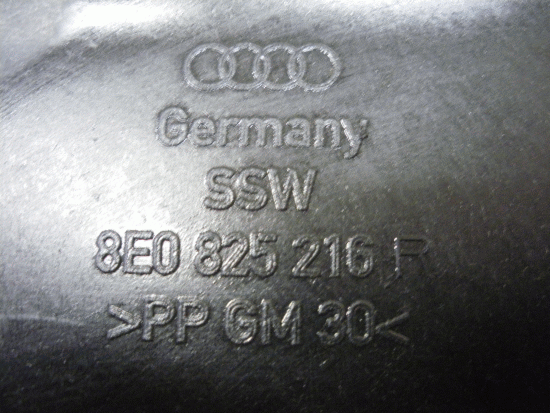 Germany
SSW
8E0 825 216 R
>PP GM 30<